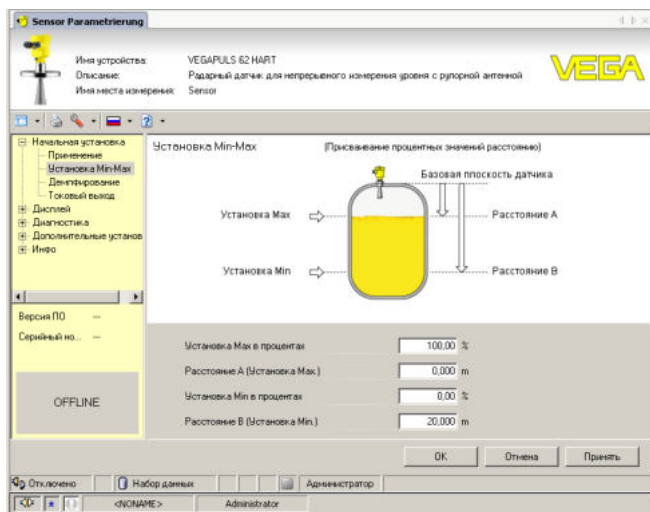 Sensor Parametrierung
Имя устройства: VEGAPULS 62 HART
Описание: Радарный датчик для непрерывного измерения уровня с рупорной антенной
Имя места измерения: Sensor
VEGA
Начальная установка
Применение
Установка Min-Max
Демпфирование
Токовый выход
Дисплей
Диагностика
Дополнительные установ
Инфо
Версия ПО ---
Серийный но... ---
OFFLINE
Установка Min-Max (Присваивание процентных значений расстоянию)
Базовая плоскость датчика
Установка Max
Расстояние A
Установка Min
Расстояние B
Установка Max в процентах 100,00 %
Расстояние A (Установка Max.) 0,000 m
Установка Min в процентах 0,00 %
Расстояние B (Установка Min.) 20,000 m
OK Отмена Принять
Отключено Набор данных Администратор
<NONAME> Administrator